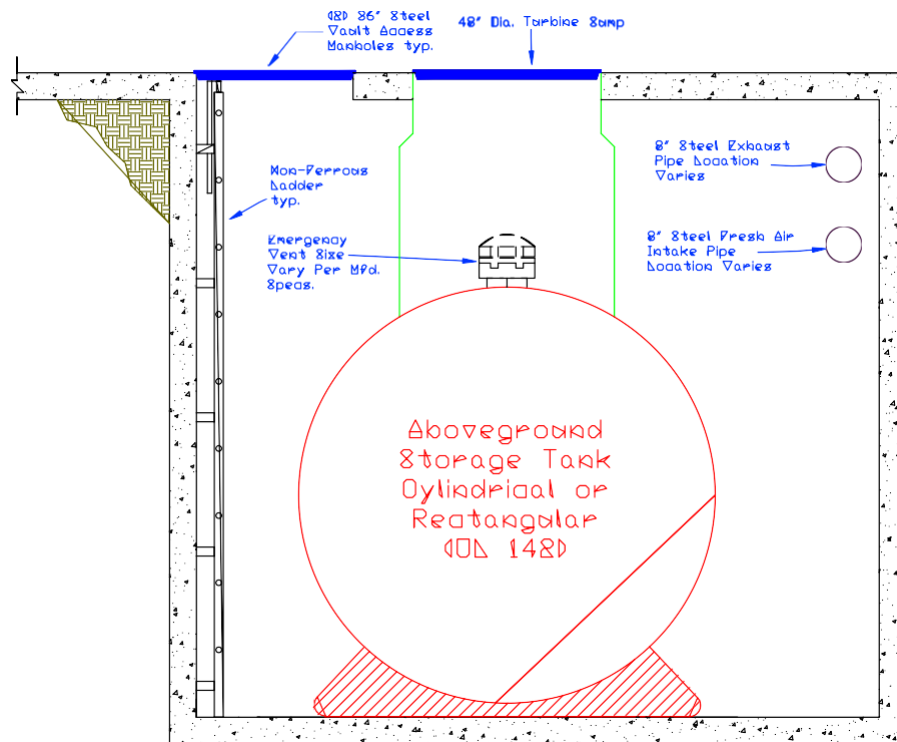 (2) 36" Steel
Vault Access
Manholes typ.
48" Dia. Turbine Sump
8" Steel Exhaust
Pipe Location
Varies
Non-Ferrous
Ladder
typ.
Emergency
Vent Size
Vary Per Mfd.
Specs.
8" Steel Fresh Air
Intake Pipe
Location Varies
Aboveground
Storage Tank
Cylindrical or
Rectangular
(UL 142)